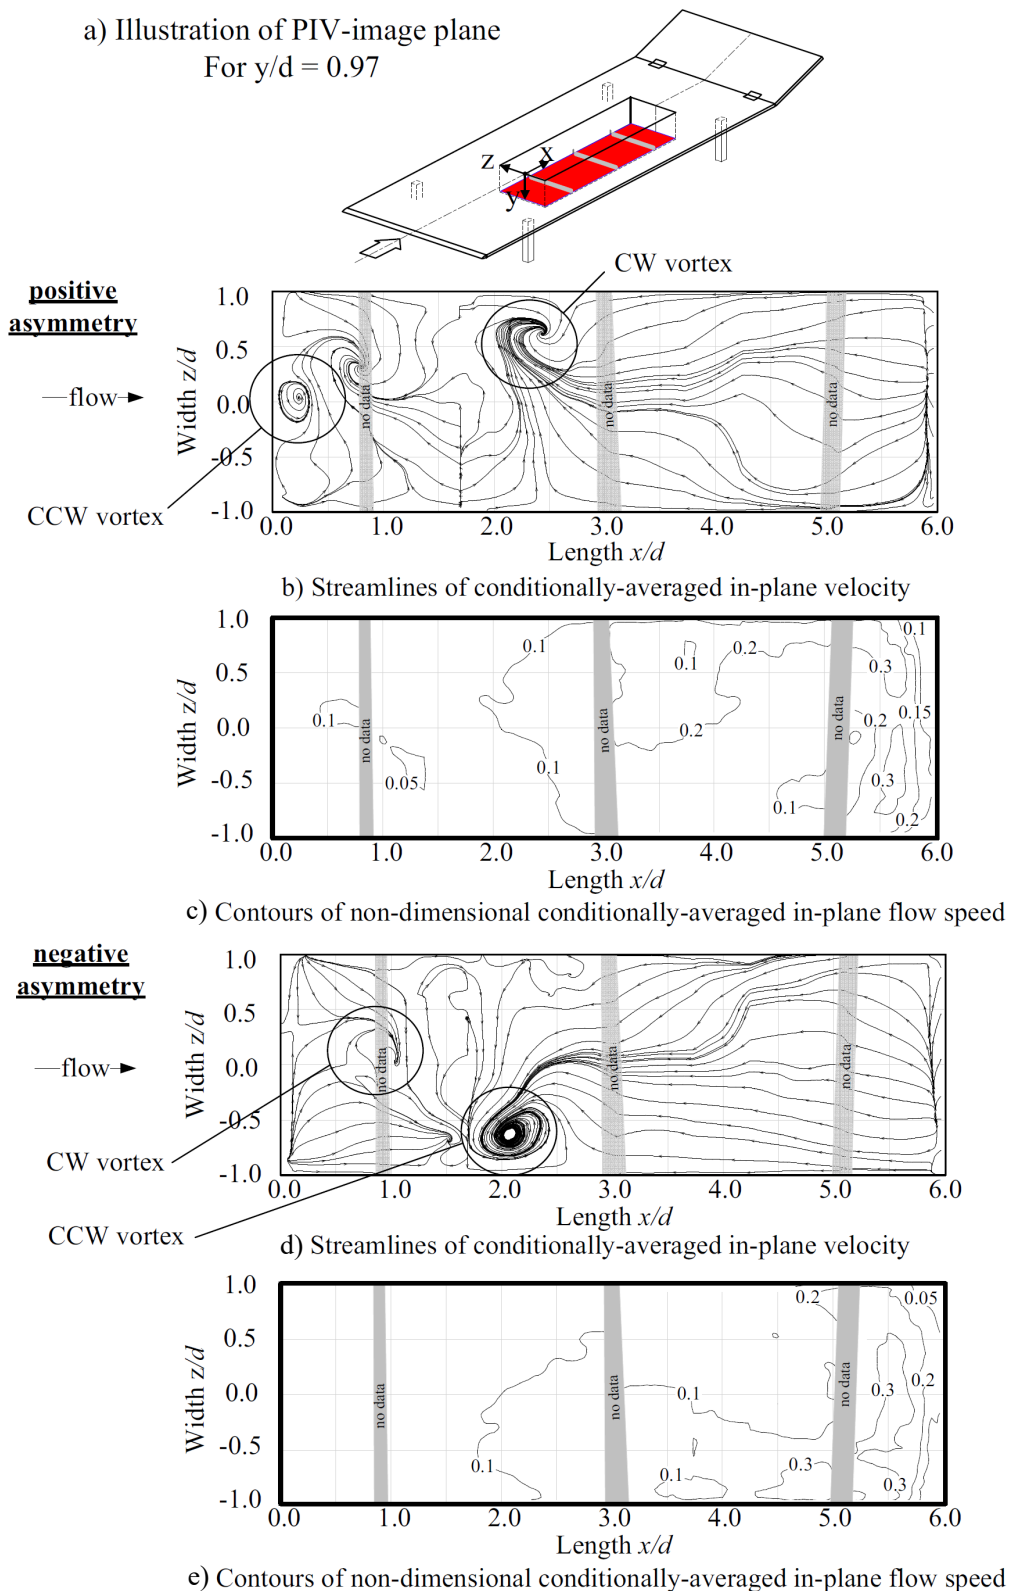 a) Illustration of PIV-image plane
For y/d = 0.97
z
x
y
CW vortex
positive
asymmetry
flow
CCW vortex
Width z/d
1.0
0.5
0.0
-0.5
-1.0
no data
no data
no data
0.0 1.0 2.0 3.0 4.0 5.0 6.0
Length x/d
b) Streamlines of conditionally-averaged in-plane velocity
Width z/d
1.0
0.5
0.0
-0.5
-1.0
0.1
0.1
0.1
0.2
0.3
0.1
0.15
0.2
0.2
0.05
0.1
0.1
0.3
0.2
no data
no data
no data
0.0 1.0 2.0 3.0 4.0 5.0 6.0
Length x/d
c) Contours of non-dimensional conditionally-averaged in-plane flow speed
negative
asymmetry
flow
CW vortex
CCW vortex
Width z/d
1.0
0.5
0.0
-0.5
-1.0
no data
no data
no data
0.0 1.0 2.0 3.0 4.0 5.0 6.0
Length x/d
d) Streamlines of conditionally-averaged in-plane velocity
Width z/d
1.0
0.5
0.0
-0.5
-1.0
0.2
0.05
0.1
0.3
0.2
0.1
0.1
0.3
0.3
no data
no data
no data
0.0 1.0 2.0 3.0 4.0 5.0 6.0
Length x/d
e) Contours of non-dimensional conditionally-averaged in-plane flow speed